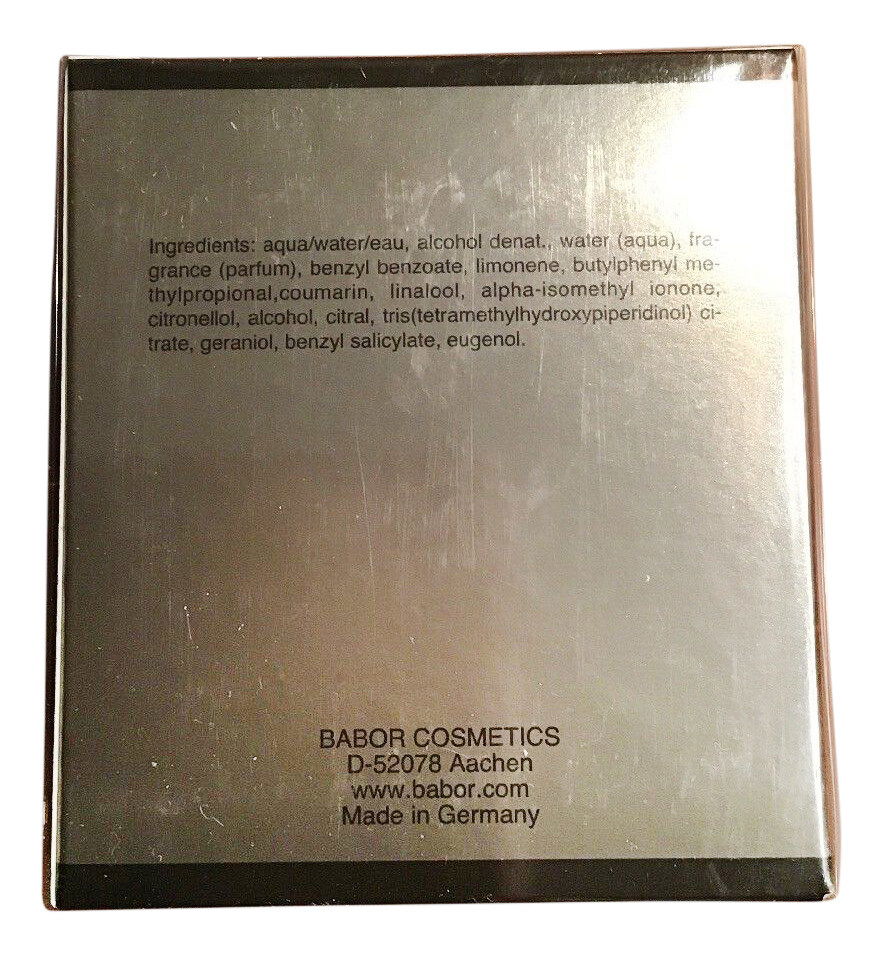 Ingredients: aqua/water/eau, alcohol denat., water (aqua), fra-
grance (parfum), benzyl benzoate, limonene, butylphenyl me-
thylpropional,coumarin, linalool, alpha-isomethyl ionone,
citronellol, alcohol, citral, tris(tetramethylhydroxypiperidinol) ci-
trate, geraniol, benzyl salicylate, eugenol.
BABOR COSMETICS
D-52078 Aachen
www.babor.com
Made in Germany